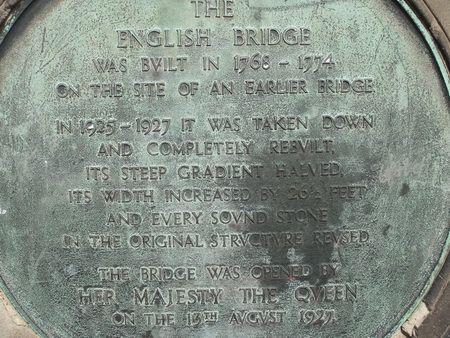 THE
ENGLISH BRIDGE
WAS BVILT IN 1768 – 1774
ON THE SITE OF AN EARLIER BRIDGE
IN 1925 – 1927 IT WAS TAKEN DOWN
AND COMPLETELY REBVILT,
ITS STEEP GRADIENT HALVED,
ITS WIDTH INCREASED BY 26½ FEET
AND EVERY SOVND STONE
IN THE ORIGINAL STRVCTVRE REVSED
THE BRIDGE WAS OPENED BY
HER MAJESTY THE QVEEN
ON THE 13TH AVGVST 1927.